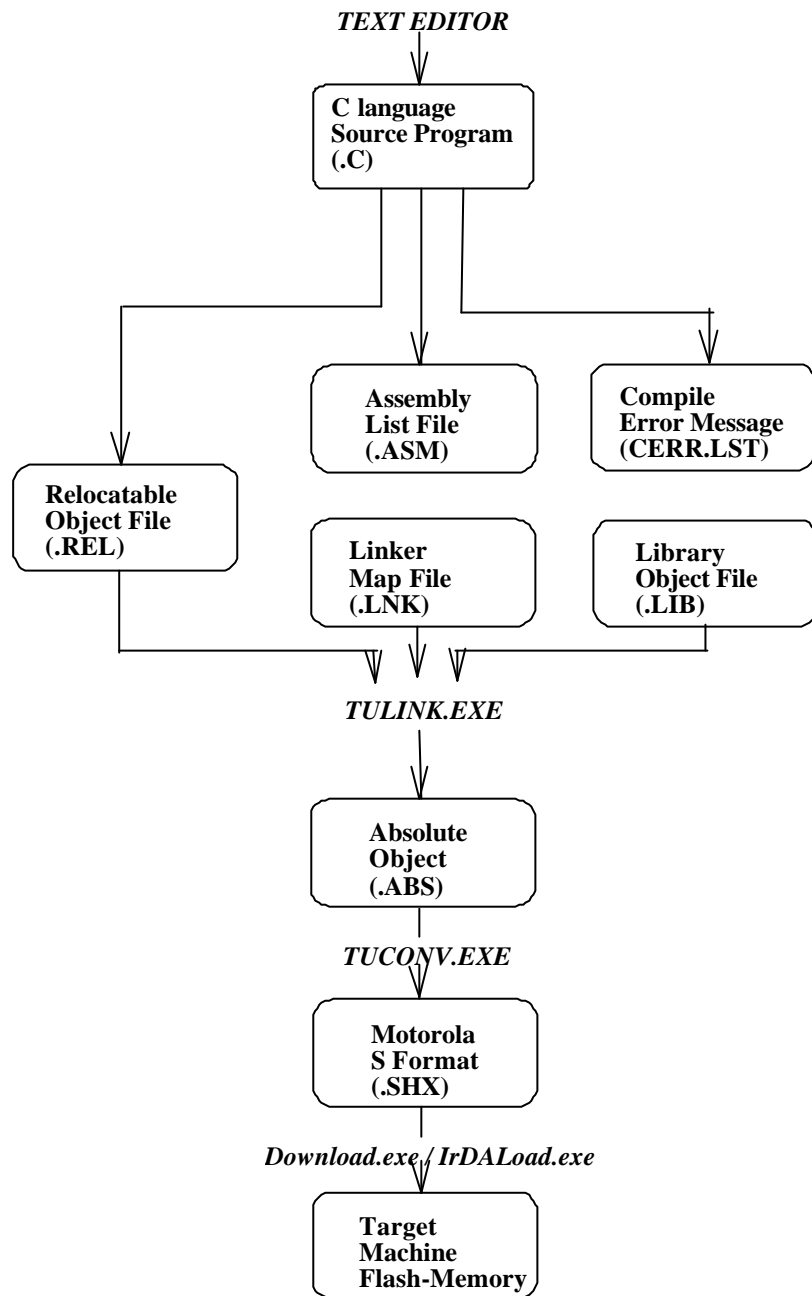 TEXT EDITOR
C language
Source Program
(.C)
Assembly
List File
(.ASM)
Compile
Error Message
(CERR.LST)
Relocatable
Object File
(.REL)
Linker
Map File
(.LNK)
Library
Object File
(.LIB)
TULINK.EXE
Absolute
Object
(.ABS)
TUCONV.EXE
Motorola
S Format
(.SHX)
Download.exe / IrDALoad.exe
Target
Machine
Flash-Memory